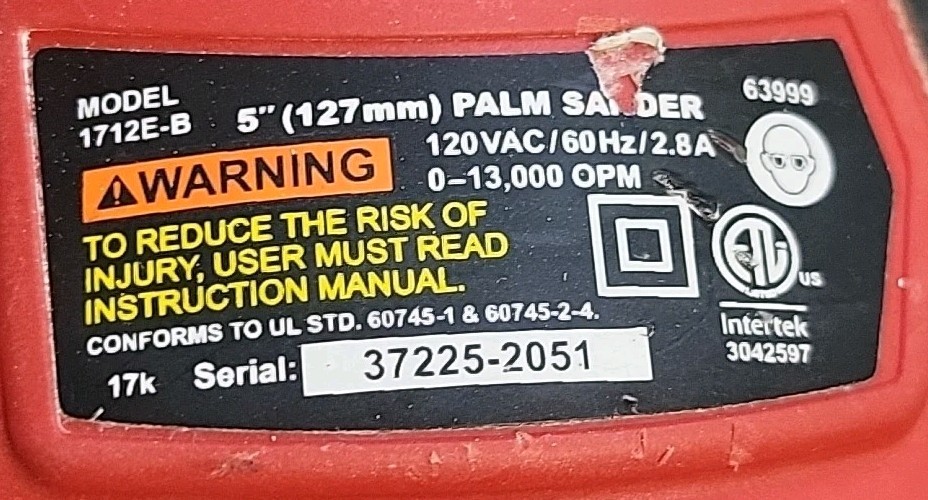 MODEL
1712E-B
5" (127mm) PALM SANDER
63999
120VAC/60Hz/2.8A
0–13,000 OPM
⚠WARNING
TO REDUCE THE RISK OF
INJURY, USER MUST READ
INSTRUCTION MANUAL.
CONFORMS TO UL STD. 60745-1 & 60745-2-4.
17k Serial: 37225-2051
US
Intertek
3042597